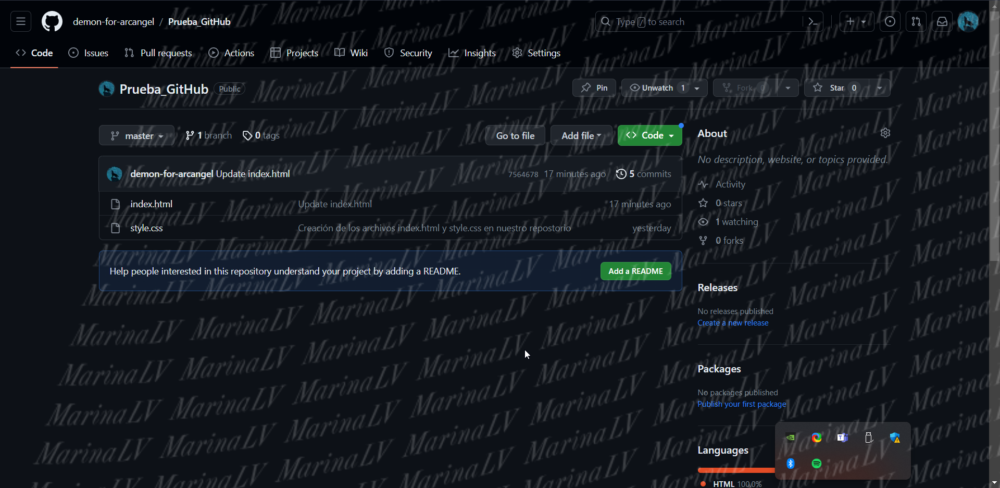 demon-for-arcangel / Prueba_GitHub
Type / to search
Code Issues Pull requests Actions Projects Wiki Security Insights Settings
Prueba_GitHub Public
Pin Unwatch 1 Fork 0 Star 0
master 1 branch 0 tags Go to file Add file Code
demon-for-arcangel Update index.html 7564678 17 minutes ago 5 commits
index.html Update index.html 17 minutes ago
style.css Creación de los archivos index.html y style.css en nuestro repostorio yesterday
Help people interested in this repository understand your project by adding a README. Add a README
About
No description, website, or topics provided.
Activity
0 stars
1 watching
0 forks
Releases
No releases published
Create a new release
Packages
No packages published
Publish your first package
Languages
HTML 100.0%
MarinaLV